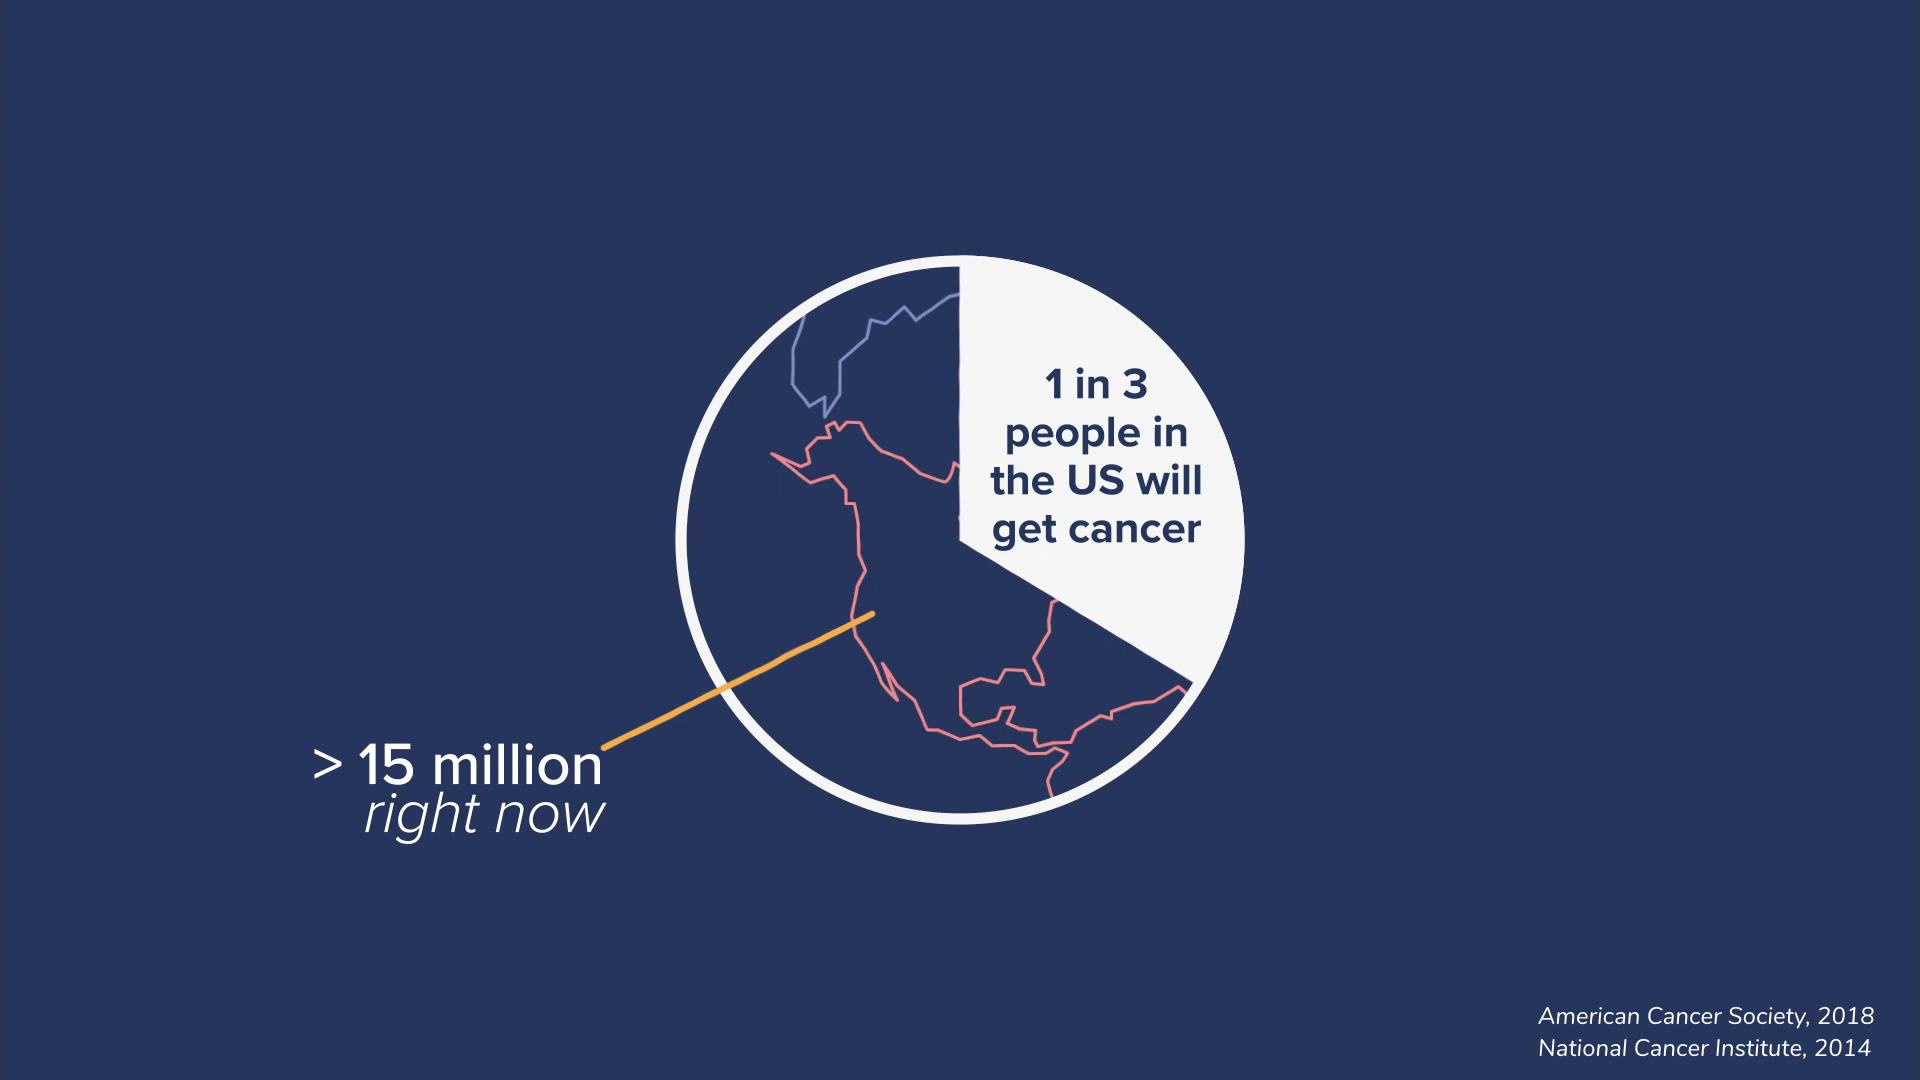 1 in 3
people in
the US will
get cancer
> 15 million
right now
American Cancer Society, 2018
National Cancer Institute, 2014